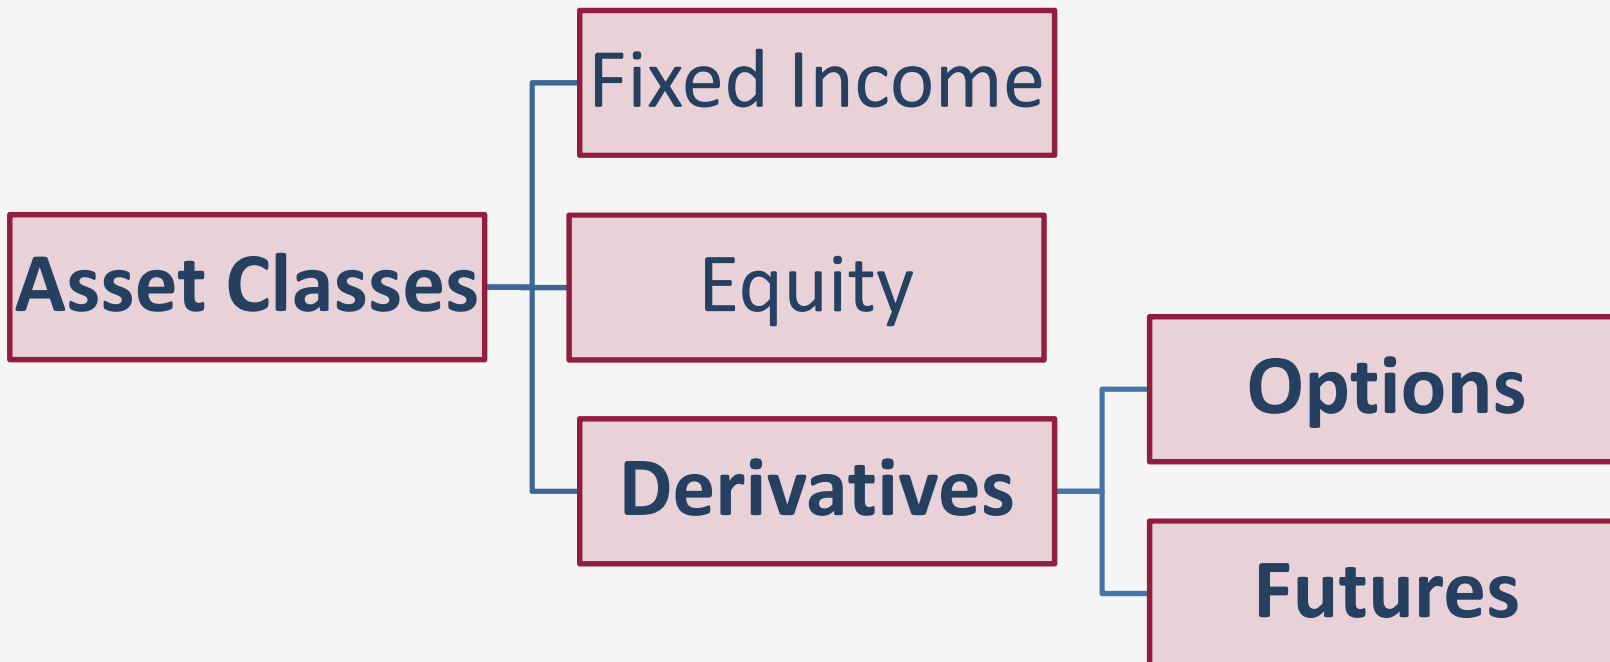 Fixed Income
Asset Classes
Equity
Options
Derivatives
Futures